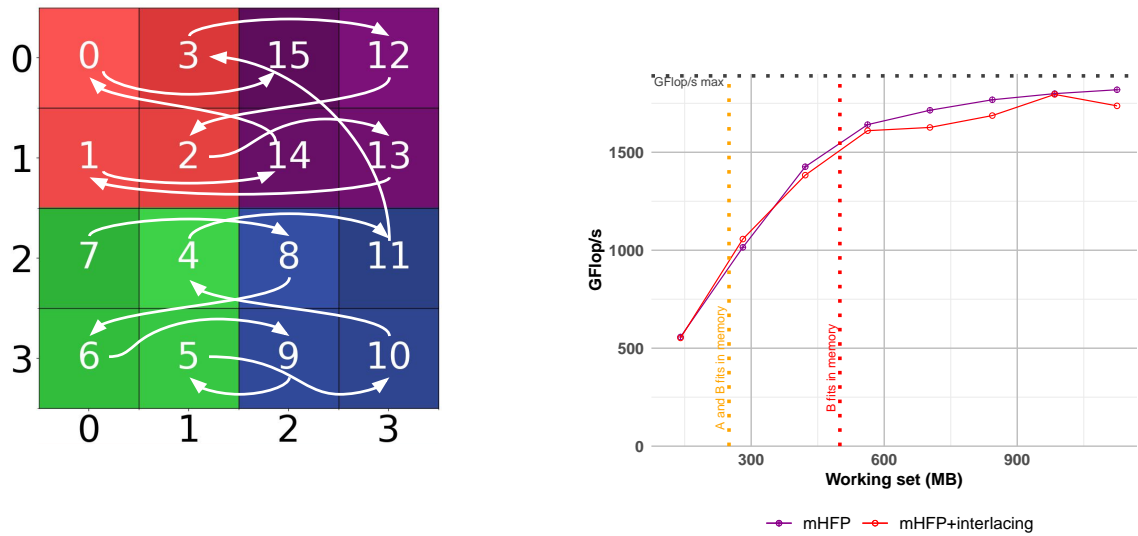 0 0 3 15 12
1 1 2 14 13
2 7 4 8 11
3 6 5 9 10
0 1 2 3
GFlop/s max
1500
1000
500
0
GFlop/s
A and B fits in memory
B fits in memory
300 600 900
Working set (MB)
mHFP mHFP+interlacing